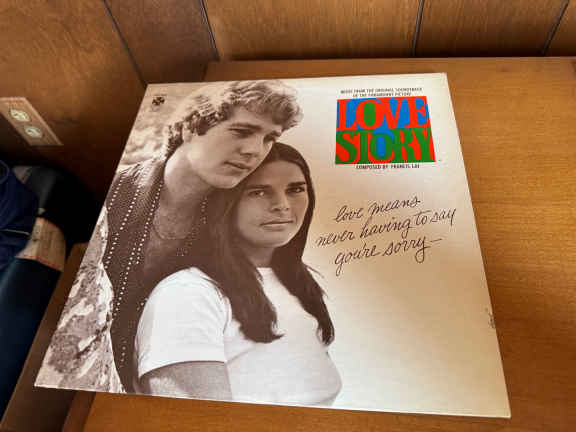 MUSIC FROM THE ORIGINAL SOUNDTRACK
OF THE PARAMOUNT PICTURE
LOVE
STORY
COMPOSED BY FRANCIS LAI
love means
never having to say
you're sorry—